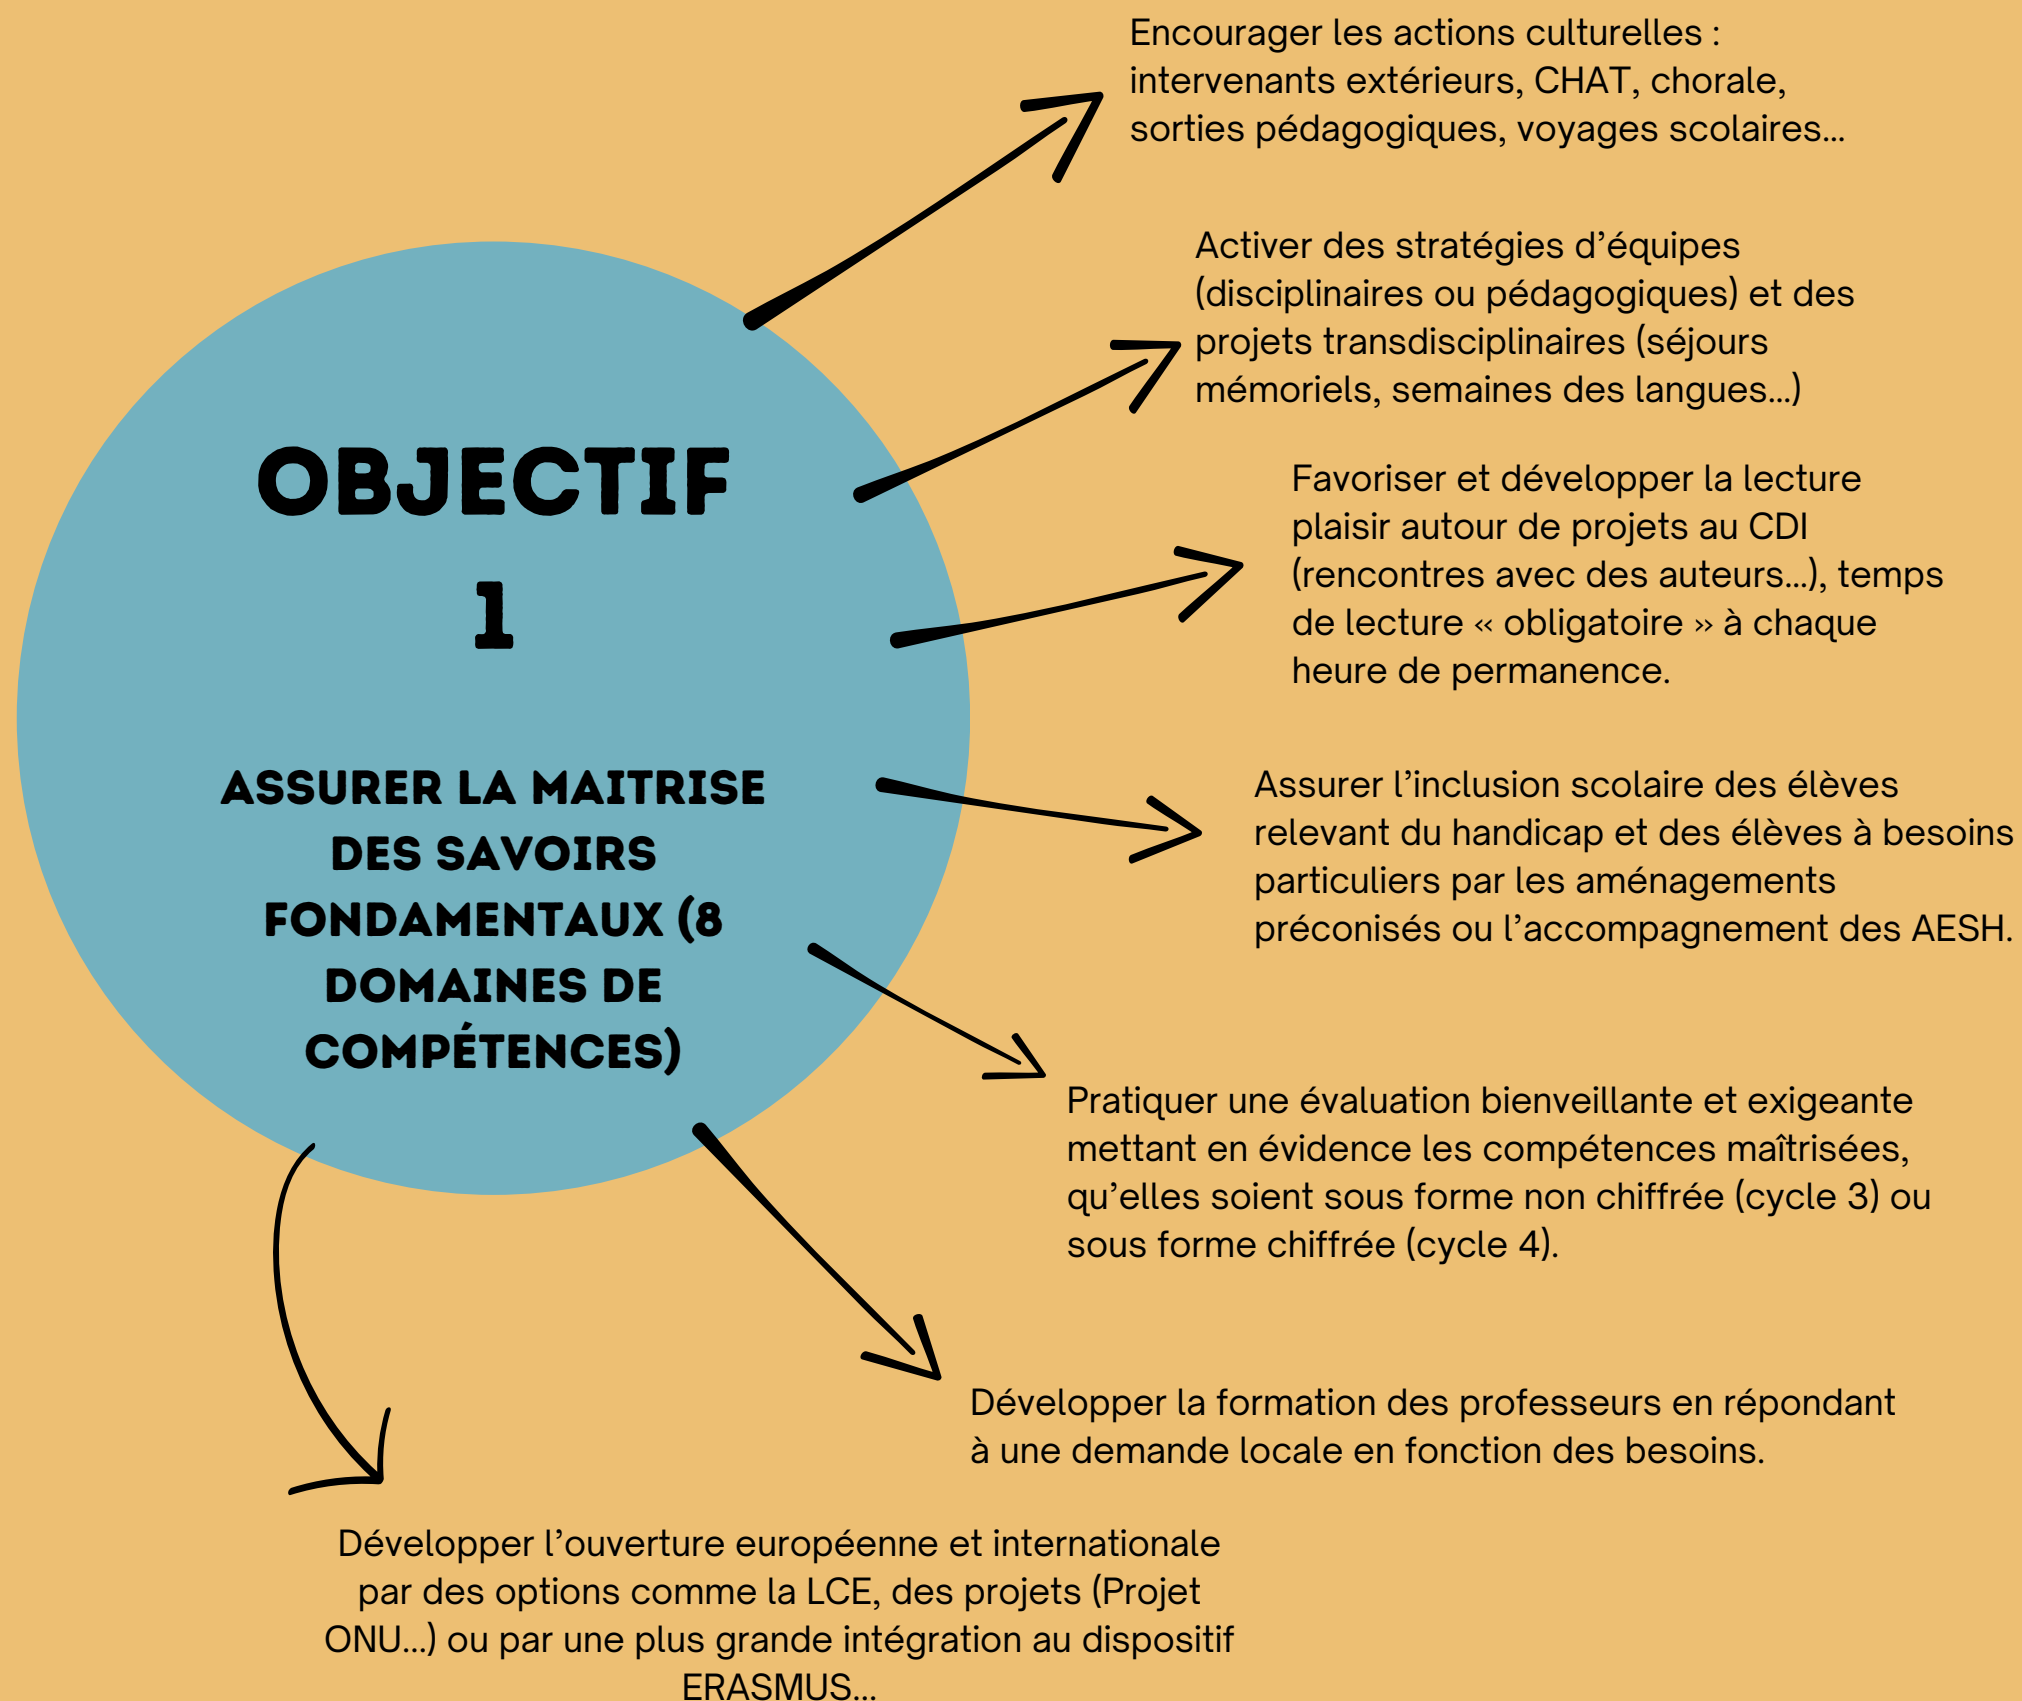 OBJECTIF
1
ASSURER LA MAITRISE
DES SAVOIRS
FONDAMENTAUX (8
DOMAINES DE
COMPÉTENCES)
Encourager les actions culturelles :
intervenants extérieurs, CHAT, chorale,
sorties pédagogiques, voyages scolaires...
Activer des stratégies d’équipes
(disciplinaires ou pédagogiques) et des
projets transdisciplinaires (séjours
mémoriels, semaines des langues...)
Favoriser et développer la lecture
plaisir autour de projets au CDI
(rencontres avec des auteurs...), temps
de lecture « obligatoire » à chaque
heure de permanence.
Assurer l’inclusion scolaire des élèves
relevant du handicap et des élèves à besoins
particuliers par les aménagements
préconisés ou l’accompagnement des AESH.
Pratiquer une évaluation bienveillante et exigeante
mettant en évidence les compétences maîtrisées,
qu’elles soient sous forme non chiffrée (cycle 3) ou
sous forme chiffrée (cycle 4).
Développer la formation des professeurs en répondant
à une demande locale en fonction des besoins.
Développer l’ouverture européenne et internationale
par des options comme la LCE, des projets (Projet
ONU...) ou par une plus grande intégration au dispositif
ERASMUS...